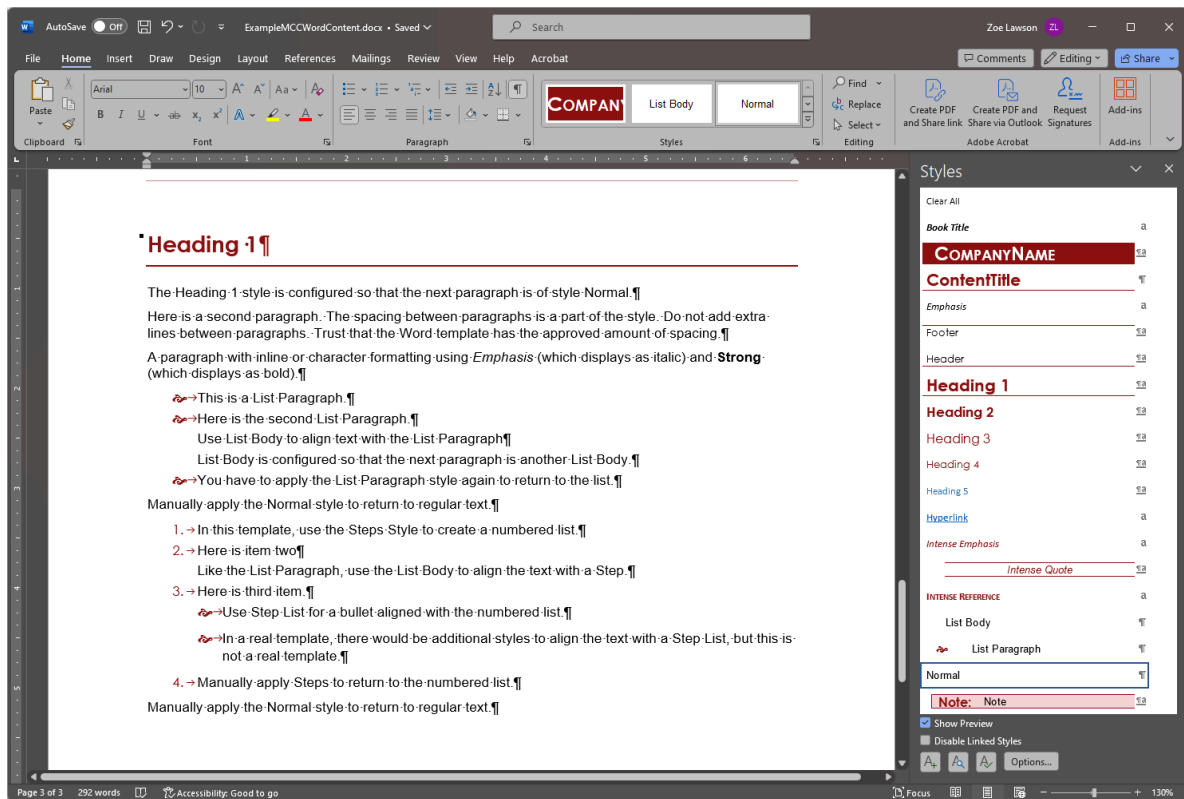 AutoSave Off ExampleMCCWordContent.docx • Saved Search Zoe Lawson ZL
File Home Insert Draw Design Layout References Mailings Review View Help Acrobat Comments Editing Share
Paste
Clipboard
Arial 10 A A Aa A
B I U ab x₂ x² A A
Font
Paragraph
COMPAN List Body Normal
Styles
Find
Replace
Select
Editing
Create PDF and Share link
Create PDF and Share via Outlook
Request Signatures
Adobe Acrobat
Add-ins
Add-ins
1 2 3 4 5 6
Heading 1¶
The Heading 1 style is configured so that the next paragraph is of style Normal.¶
Here is a second paragraph. The spacing between paragraphs is a part of the style. Do not add extra
lines between paragraphs. Trust that the Word template has the approved amount of spacing.¶
A paragraph with inline or character formatting using Emphasis (which displays as italic) and Strong
(which displays as bold).¶
This is a List Paragraph.¶
Here is the second List Paragraph.¶
Use List Body to align text with the List Paragraph¶
List Body is configured so that the next paragraph is another List Body.¶
You have to apply the List Paragraph style again to return to the list.¶
Manually apply the Normal style to return to regular text.¶
1. In this template, use the Steps Style to create a numbered list.¶
2. Here is item two¶
Like the List Paragraph, use the List Body to align the text with a Step.¶
3. Here is third item.¶
Use Step List for a bullet aligned with the numbered list.¶
In a real template, there would be additional styles to align the text with a Step List, but this is
not a real template.¶
4. Manually apply Steps to return to the numbered list.¶
Manually apply the Normal style to return to regular text.¶
Styles
Clear All
Book Title a
COMPANYNAME ¶a
ContentTitle ¶
Emphasis a
Footer ¶a
Header ¶a
Heading 1 ¶a
Heading 2 ¶a
Heading 3 ¶a
Heading 4 ¶a
Heading 5 ¶a
Hyperlink a
Intense Emphasis a
Intense Quote ¶a
INTENSE REFERENCE a
List Body ¶
List Paragraph ¶
Normal ¶
Note: Note ¶a
Show Preview
Disable Linked Styles
Options...
Page 3 of 3 292 words Accessibility: Good to go Focus 130%